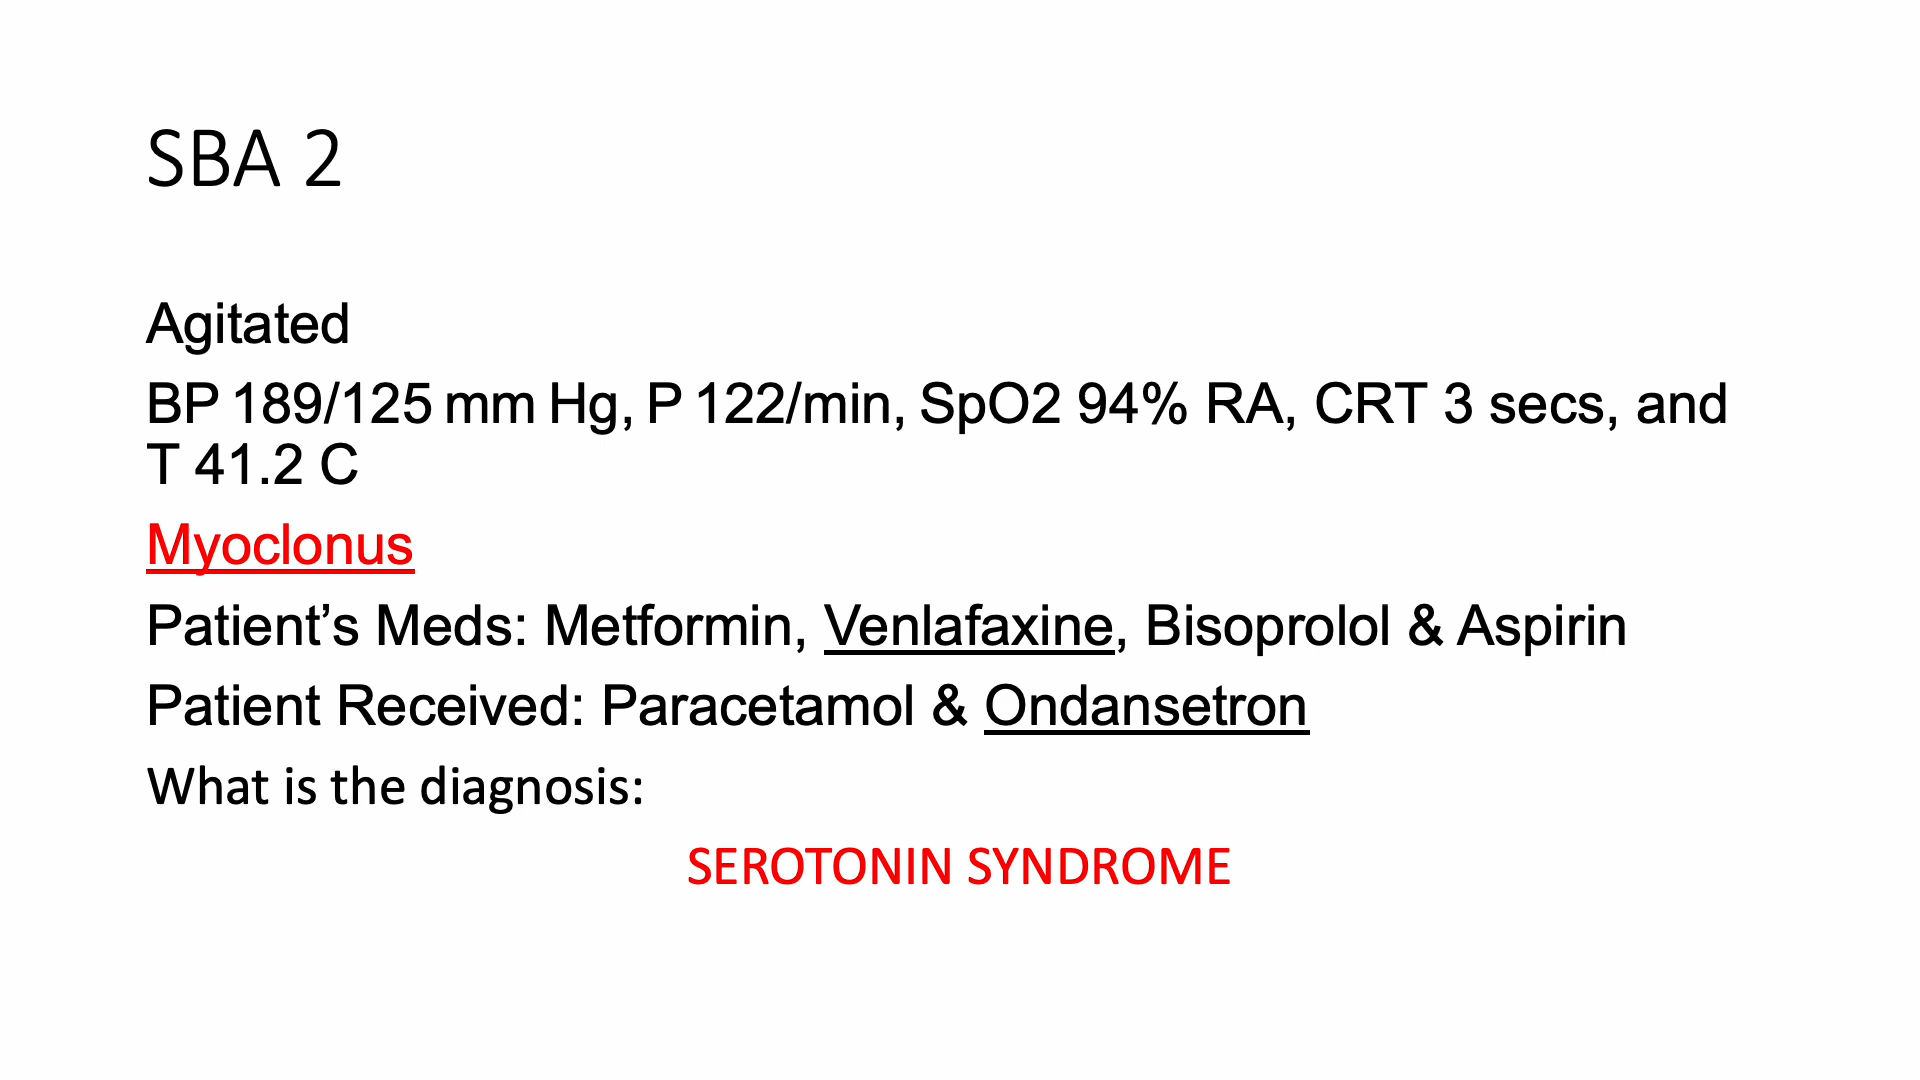 SBA 2
Agitated
BP 189/125 mm Hg, P 122/min, SpO2 94% RA, CRT 3 secs, and
T 41.2 C
Myoclonus
Patient’s Meds: Metformin, Venlafaxine, Bisoprolol & Aspirin
Patient Received: Paracetamol & Ondansetron
What is the diagnosis:
SEROTONIN SYNDROME